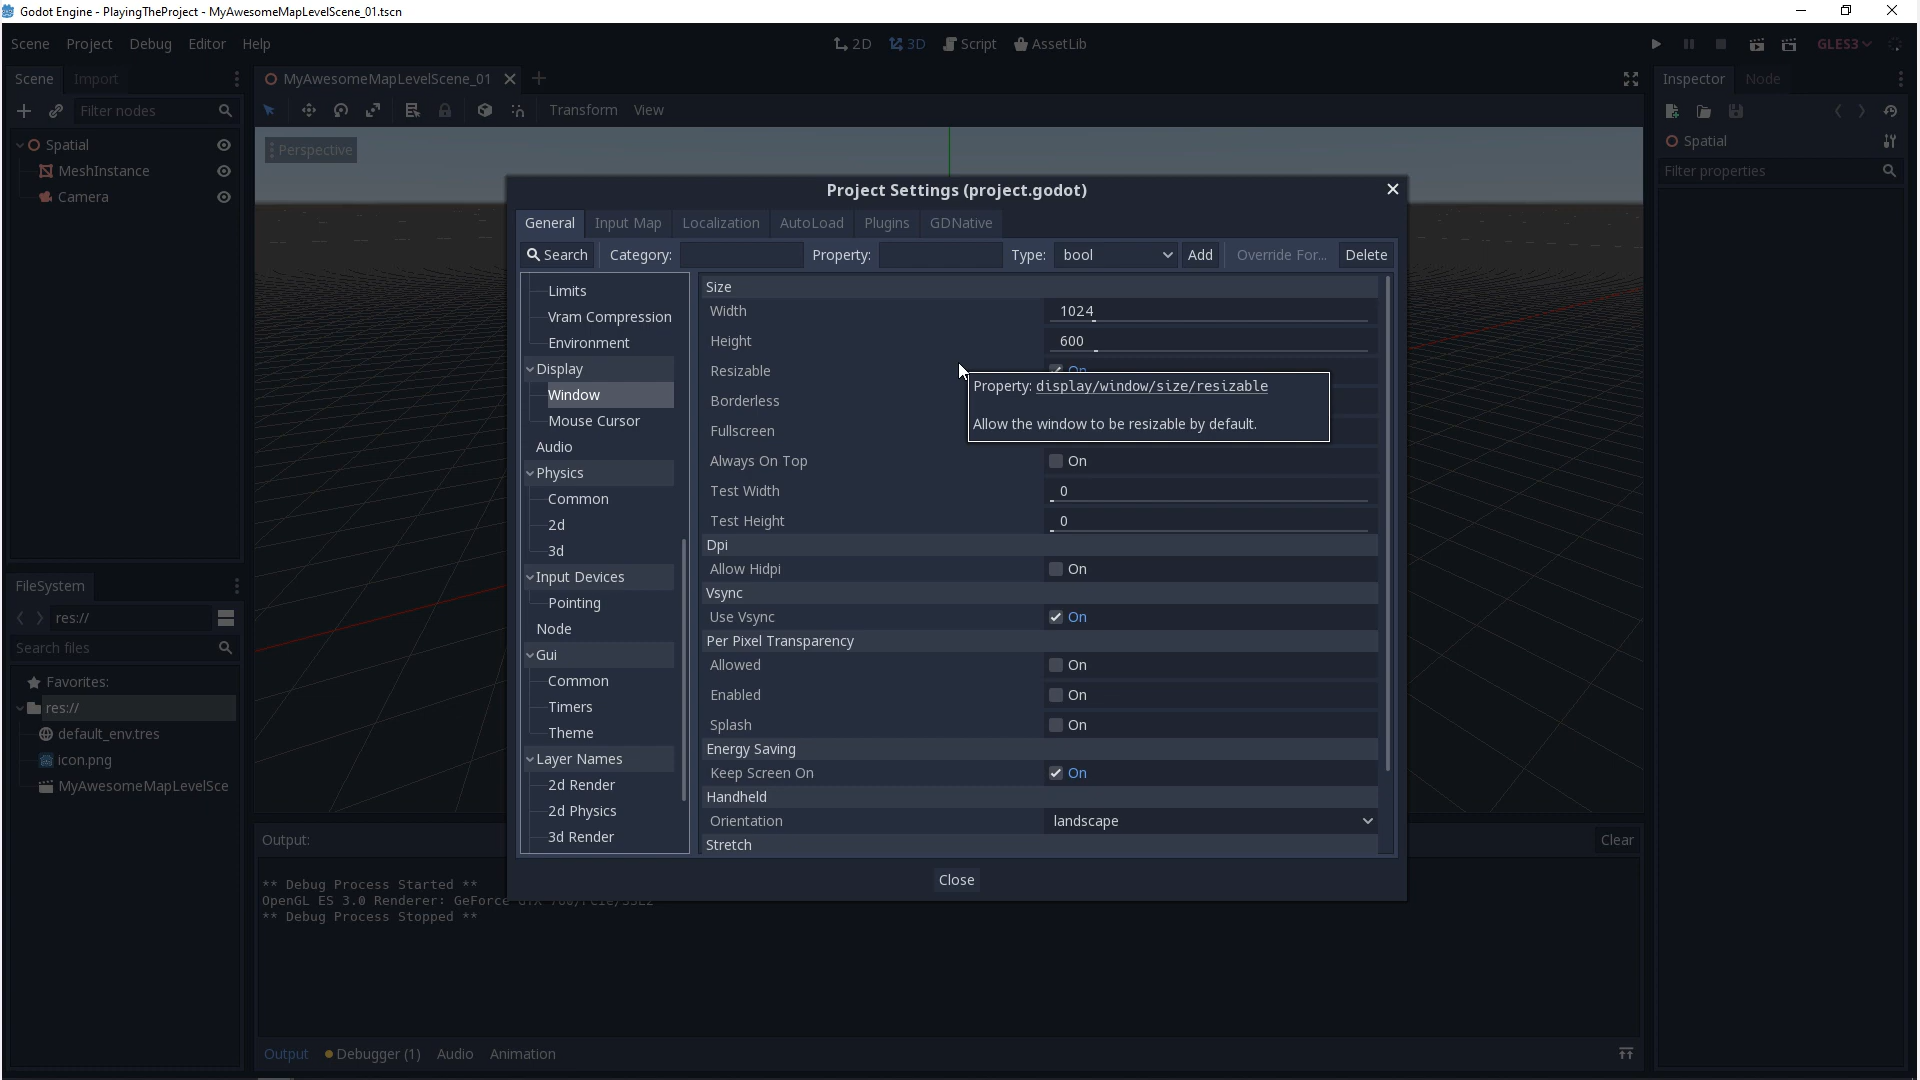 Godot Engine - PlayingTheProject - MyAwesomeMapLevelScene_01.tscn
Scene Project Debug Editor Help
2D 3D Script AssetLib
GLES3
Scene Import
MyAwesomeMapLevelScene_01
Inspector Node
Filter nodes
Transform View
Spatial
MeshInstance
Camera
Perspective
Spatial
Filter properties
Project Settings (project.godot)
General Input Map Localization AutoLoad Plugins GDNative
Search Category: Property: Type: bool Add Override For... Delete
Limits
Vram Compression
Environment
Display
Window
Mouse Cursor
Audio
Physics
Common
2d
3d
Input Devices
Pointing
Node
Gui
Common
Timers
Theme
Layer Names
2d Render
2d Physics
3d Render
Size
Width 1024
Height 600
Resizable On
Borderless
Fullscreen
Property: display/window/size/resizable
Allow the window to be resizable by default.
Always On Top On
Test Width 0
Test Height 0
Dpi
Allow Hidpi On
Vsync
Use Vsync On
Per Pixel Transparency
Allowed On
Enabled On
Splash On
Energy Saving
Keep Screen On On
Handheld
Orientation landscape
Stretch
Close
FileSystem
res://
Search files
Favorites:
res://
default_env.tres
icon.png
MyAwesomeMapLevelSce
Output:
Clear
** Debug Process Started **
OpenGL ES 3.0 Renderer: GeForce
** Debug Process Stopped **
Output Debugger (1) Audio Animation